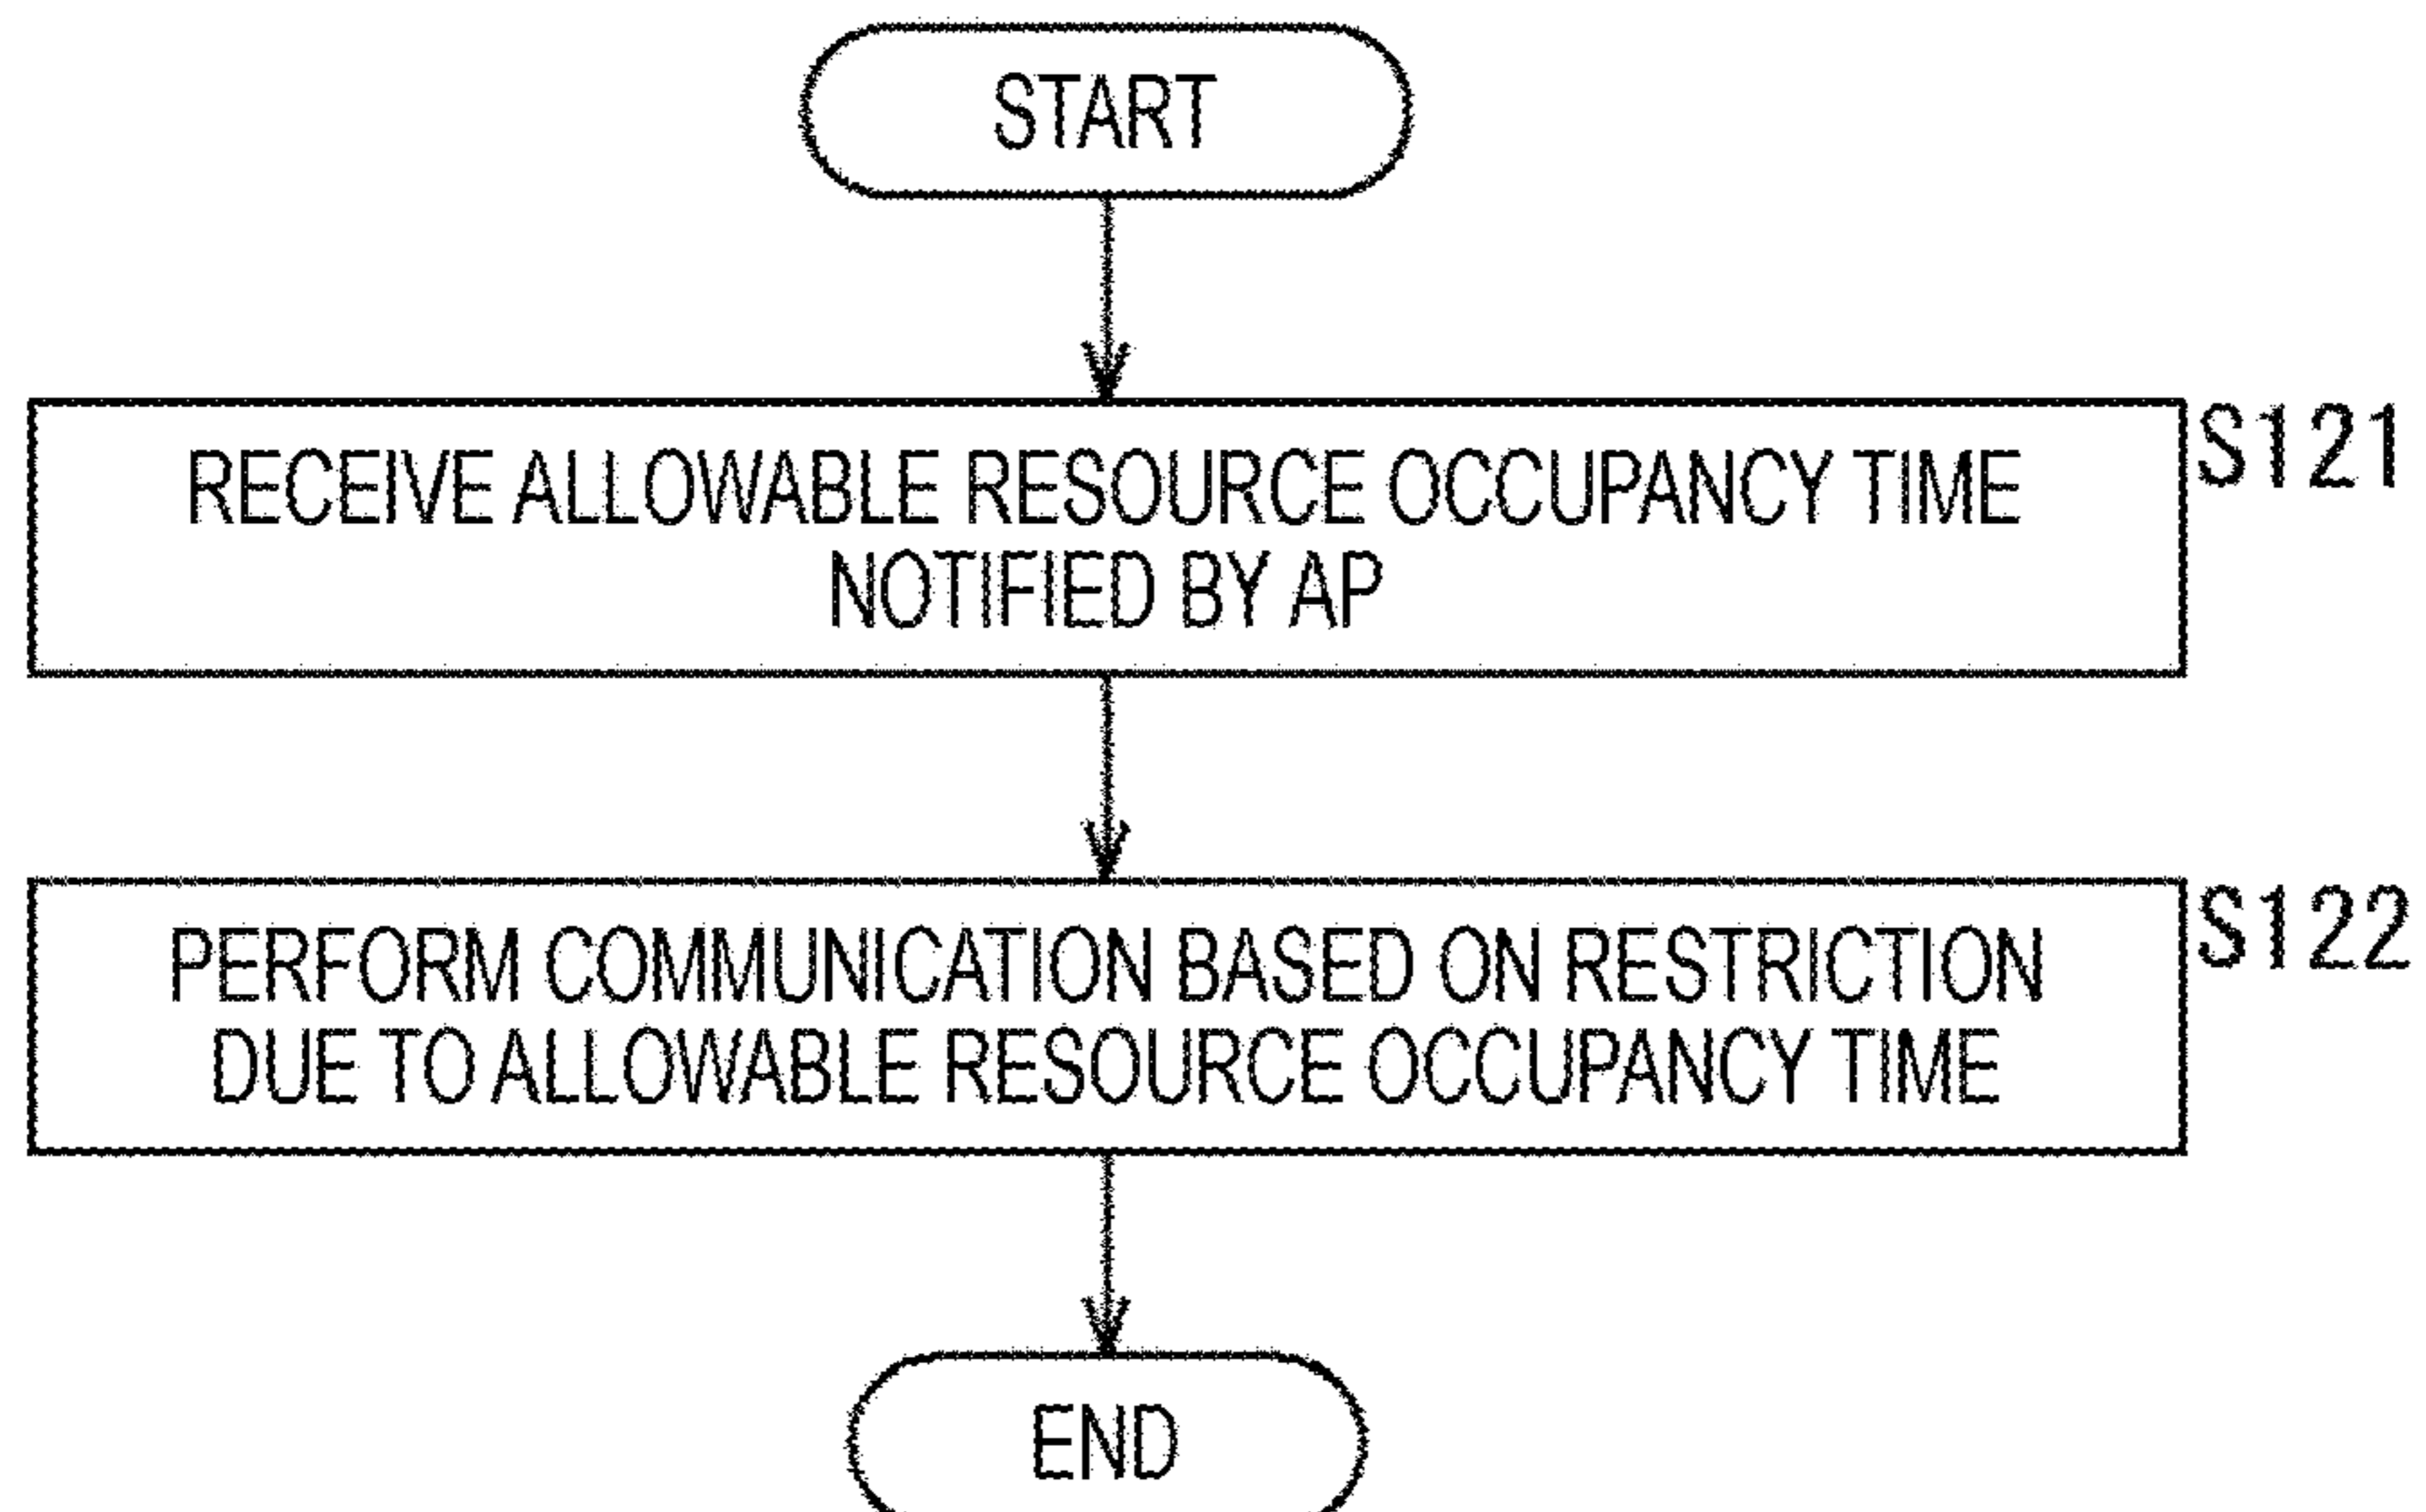 START
RECEIVE ALLOWABLE RESOURCE OCCUPANCY TIME
NOTIFIED BY AP
S121
PERFORM COMMUNICATION BASED ON RESTRICTION
DUE TO ALLOWABLE RESOURCE OCCUPANCY TIME
S122
END